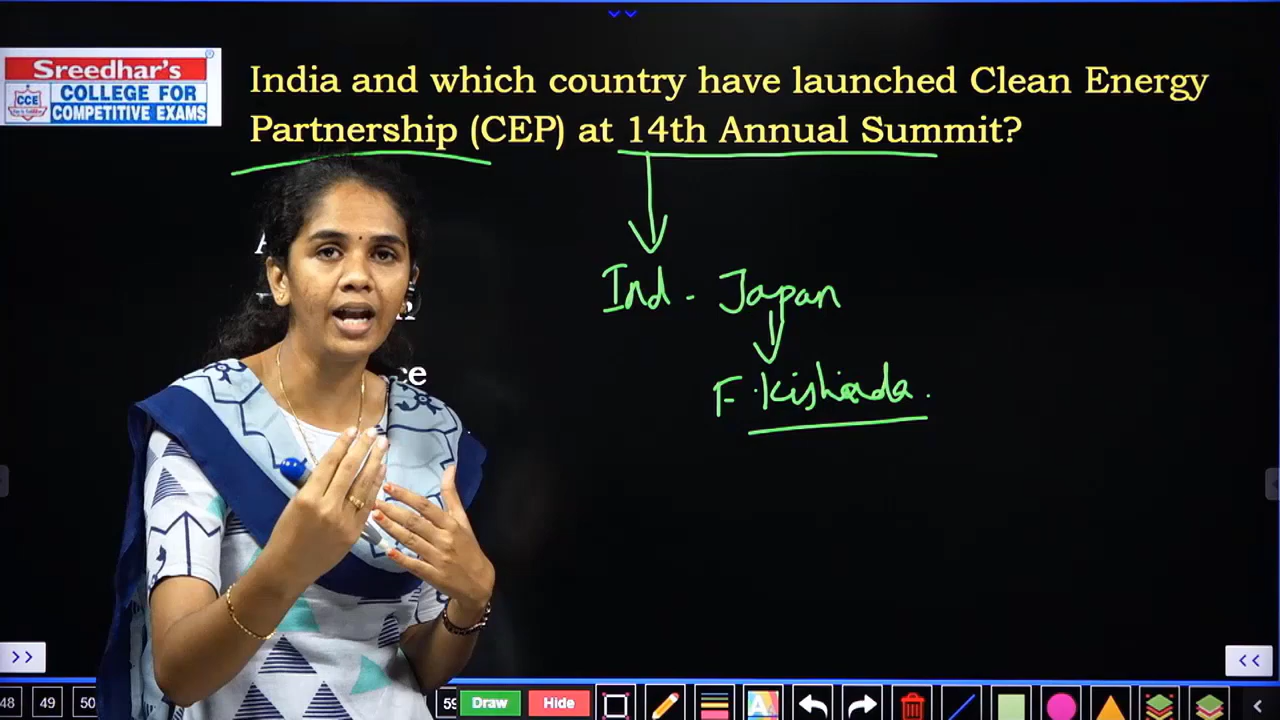 Sreedhar's
CCE
COLLEGE FOR
COMPETITIVE EXAMS
India and which country have launched Clean Energy
Partnership (CEP) at 14th Annual Summit?
Ind - Japan
F. Kishida.
>>
<<
48 49 50 59 Draw Hide